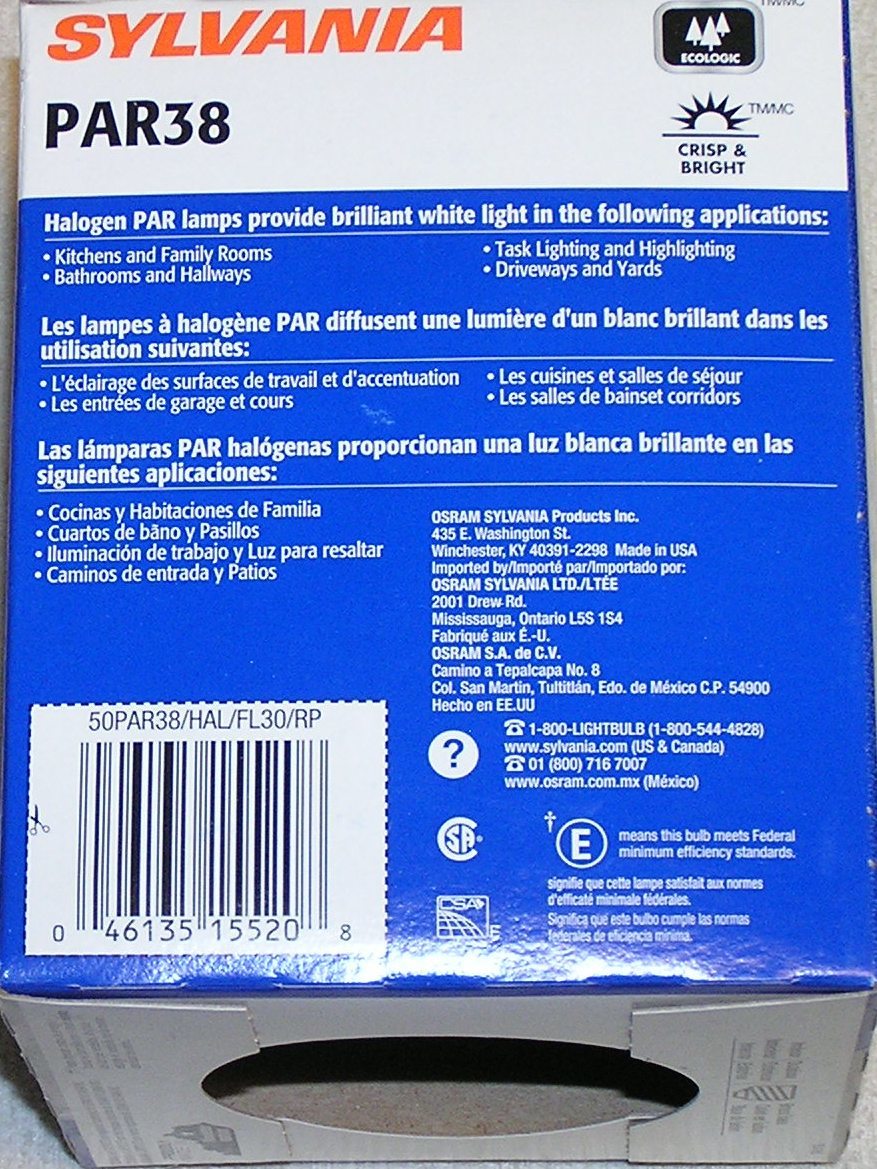 SYLVANIA
TM/MC
ECOLOGIC
PAR38
TM/MC
CRISP &
BRIGHT
Halogen PAR lamps provide brilliant white light in the following applications:
• Kitchens and Family Rooms
• Bathrooms and Hallways
• Task Lighting and Highlighting
• Driveways and Yards
Les lampes à halogène PAR diffusent une lumière d'un blanc brillant dans les
utilisation suivantes:
• L'éclairage des surfaces de travail et d'accentuation
• Les entrées de garage et cours
• Les cuisines et salles de séjour
• Les salles de bainset corridors
Las lámparas PAR halógenas proporcionan una luz blanca brillante en las
siguientes aplicaciones:
• Cocinas y Habitaciones de Familia
• Cuartos de bãno y Pasillos
• Iluminación de trabajo y Luz para resaltar
• Caminos de entrada y Patios
OSRAM SYLVANIA Products Inc.
435 E. Washington St.
Winchester, KY 40391-2298 Made in USA
Imported by/Importé par/Importado por:
OSRAM SYLVANIA LTD./LTÉE
2001 Drew Rd.
Mississauga, Ontario L5S 1S4
Fabriqué aux É.-U.
OSRAM S.A. de C.V.
Camino a Tepalcapa No. 8
Col. San Martin, Tultitlán, Edo. de México C.P. 54900
Hecho en EE.UU
?
☎ 1-800-LIGHTBULB (1-800-544-4828)
www.sylvania.com (US & Canada)
☎ 01 (800) 716 7007
www.osram.com.mx (México)
50PAR38/HAL/FL30/RP
0 46135 15520 8
SA®
CSA
E
† E
means this bulb meets Federal
minimum efficiency standards.
signifie que cette lampe satisfait aux normes
d'efficaté minimale fédérales.
Significa que este bulbo cumple las normas
federales de eficiencia minima.